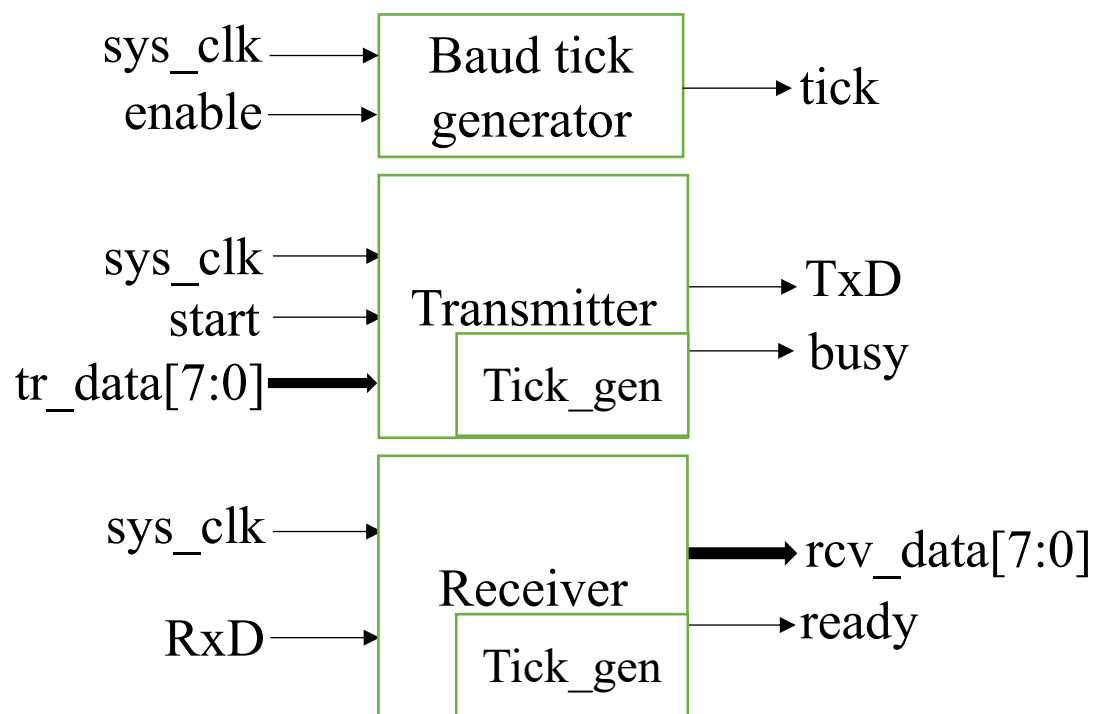 sys_clk
enable
Baud tick
generator
tick
sys_clk
start
tr_data[7:0]
Transmitter
Tick_gen
TxD
busy
sys_clk
RxD
Receiver
Tick_gen
rcv_data[7:0]
ready